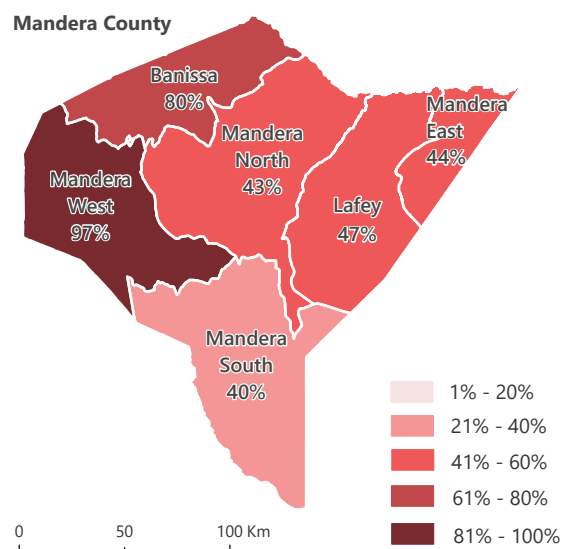 Mandera County
Banissa
80%
Mandera
East
44%
Mandera
North
43%
Mandera
West
97%
Lafey
47%
Mandera
South
40%
1% - 20%
21% - 40%
41% - 60%
61% - 80%
81% - 100%
0 50 100 Km